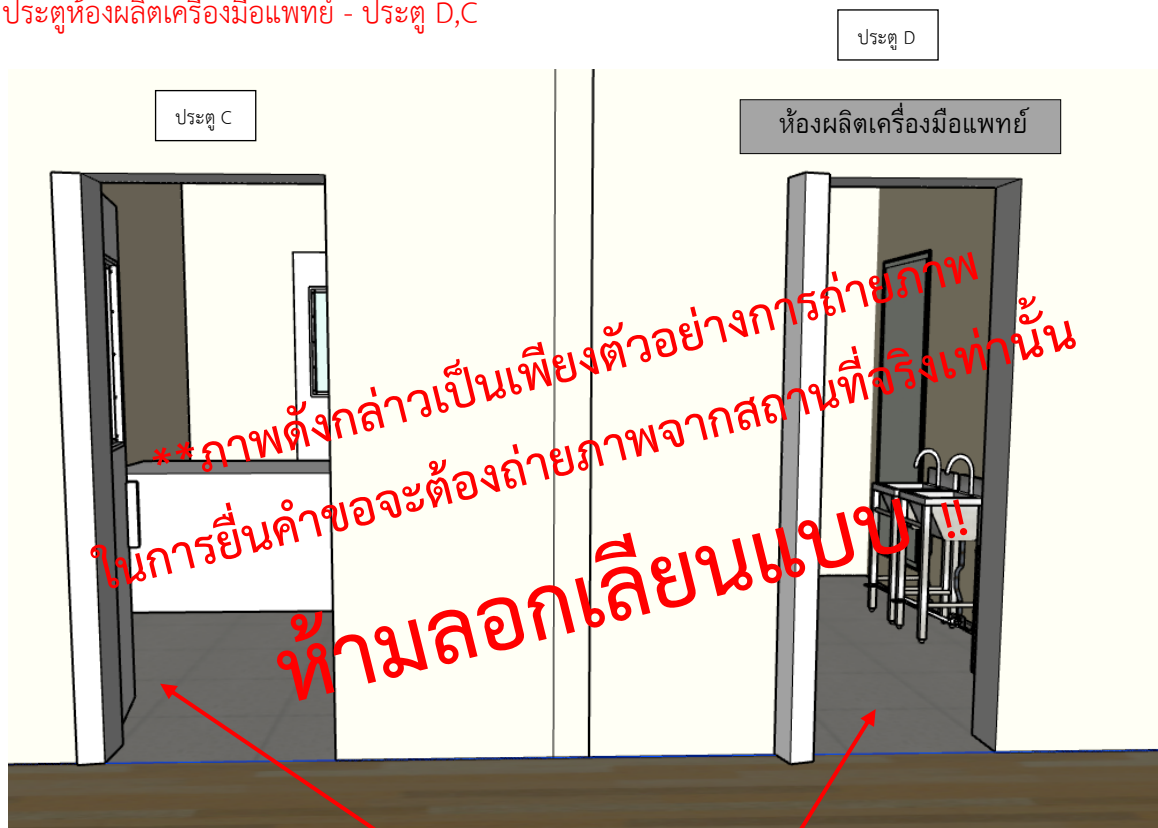 ประตูห้องผลิตเครื่องมือแพทย์ - ประตู D,C
ประตู D
ประตู C
ห้องผลิตเครื่องมือแพทย์
**ภาพดังกล่าวเป็นเพียงตัวอย่างการถ่ายภาพ
ในการยื่นคำขอจะต้องถ่ายภาพจากสถานที่จริงเท่านั้น
ห้ามลอกเลียนแบบ !!